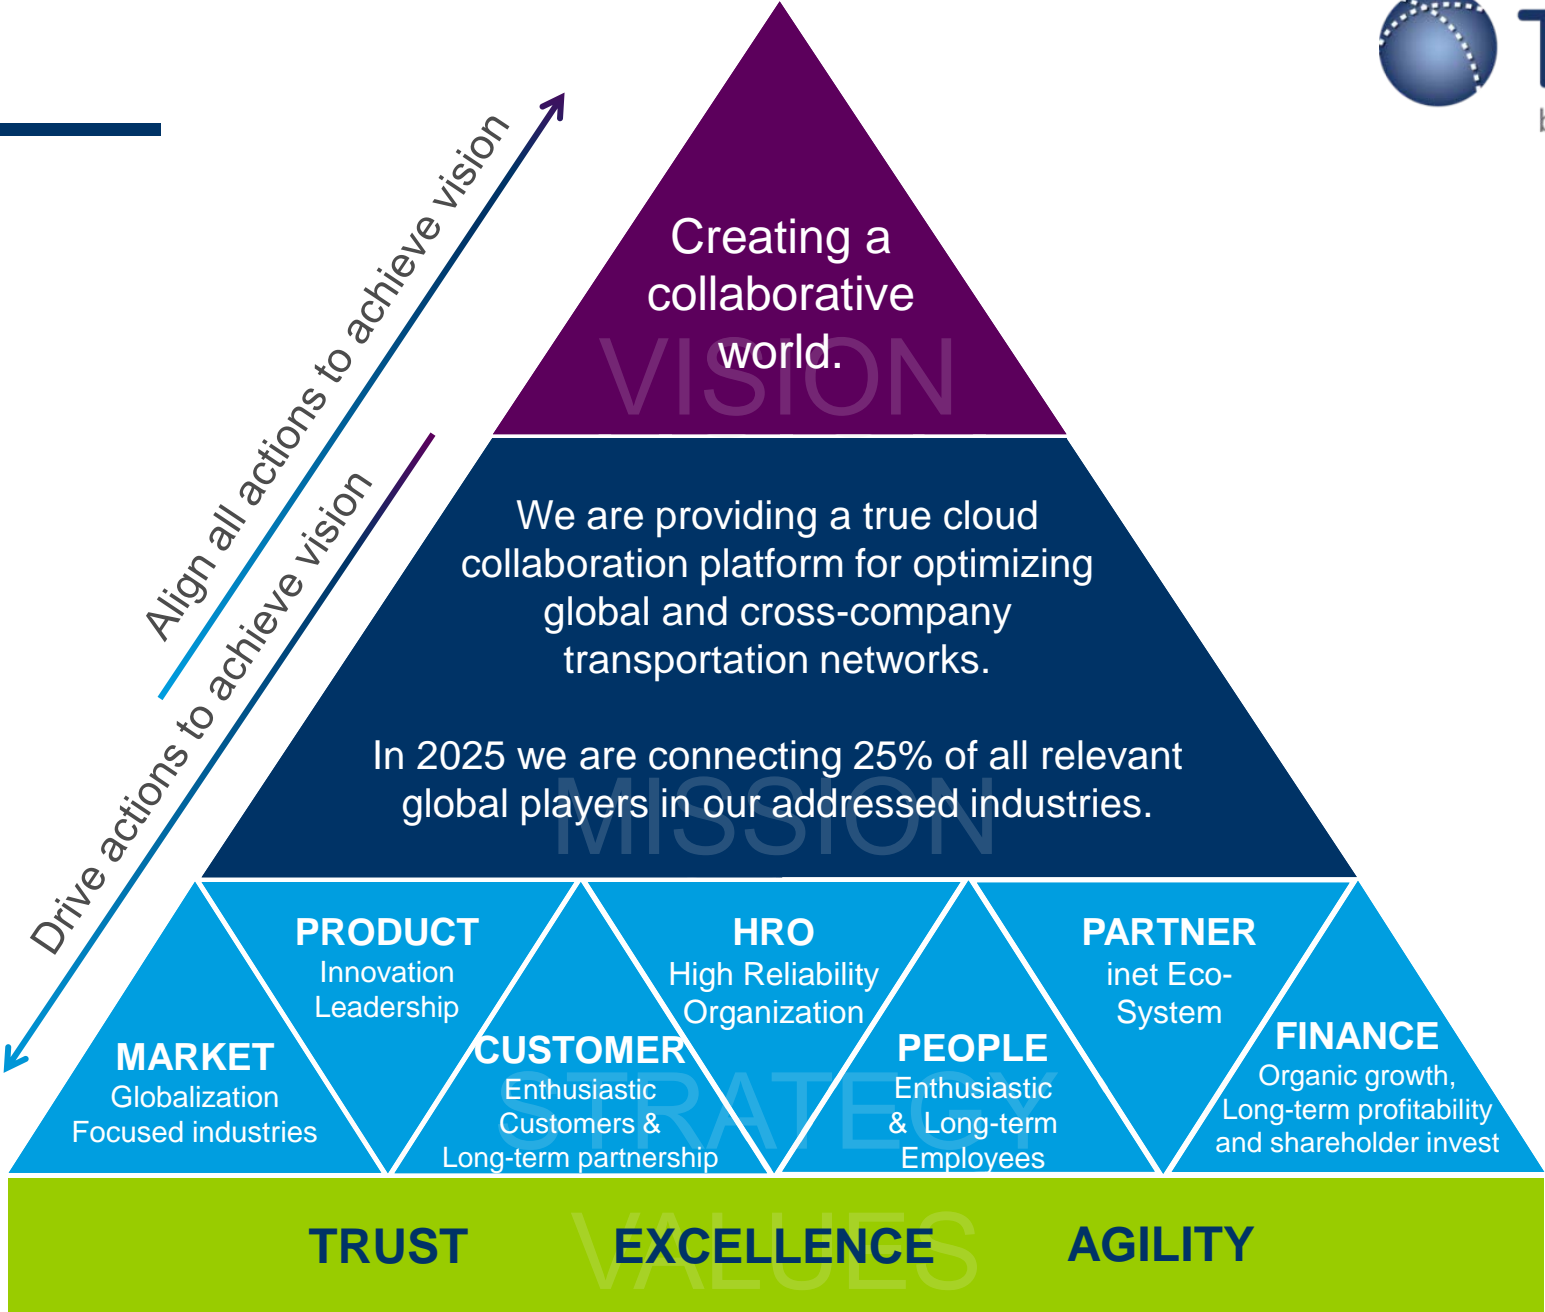 T
Align all actions to achieve vision
Drive actions to achieve vision
Creating a
collaborative
world.
VISION
We are providing a true cloud
collaboration platform for optimizing
global and cross-company
transportation networks.
In 2025 we are connecting 25% of all relevant
global players in our addressed industries.
MISSION
MARKET
Globalization
Focused industries
PRODUCT
Innovation
Leadership
CUSTOMER
Enthusiastic
Customers &
Long-term partnership
HRO
High Reliability
Organization
PEOPLE
Enthusiastic
& Long-term
Employees
PARTNER
inet Eco-
System
FINANCE
Organic growth,
Long-term profitability
and shareholder invest
STRATEGY
TRUST EXCELLENCE AGILITY
VALUES